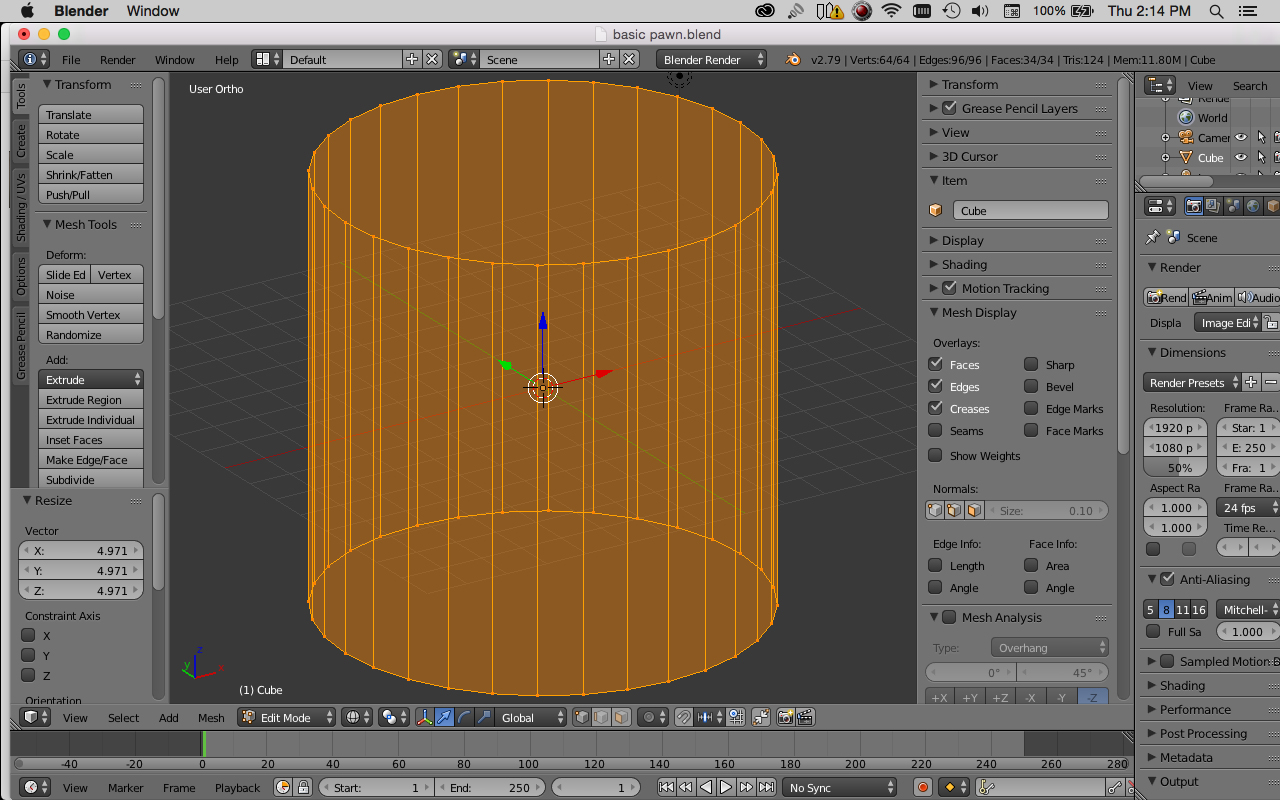 Blender Window 100% Thu 2:14 PM
basic pawn.blend
File Render Window Help Default Scene Blender Render v2.79 | Verts:64/64 | Edges:96/96 | Faces:34/34 | Tris:124 | Mem:11.80M | Cube
Tools
Create
Shading / UVs
Options
Grease Pencil
Transform
Translate
Rotate
Scale
Shrink/Fatten
Push/Pull
Mesh Tools
Deform:
Slide Ed Vertex
Noise
Smooth Vertex
Randomize
Add:
Extrude
Extrude Region
Extrude Individual
Inset Faces
Make Edge/Face
Subdivide
Resize
Vector
X: 4.971
Y: 4.971
Z: 4.971
Constraint Axis
X
Y
Z
Orientation
User Ortho
z
y
x
(1) Cube
Transform
Grease Pencil Layers
View
3D Cursor
Item
Cube
Display
Shading
Motion Tracking
Mesh Display
Overlays:
Faces Sharp
Edges Bevel
Creases Edge Marks
Seams Face Marks
Show Weights
Normals:
Size: 0.10
Edge Info: Face Info:
Length Area
Angle Angle
Mesh Analysis
Type: Overhang
0° 45°
+X +Y +Z -X -Y -Z
View Search
Rende
World
Camer
Cube
Scene
Render
Rend Anim Audio
Displa Image Edi
Dimensions
Render Presets
Resolution: Frame Ra..
1920 p Star: 1
1080 p E: 250
50% Fra: 1
Aspect Ra Frame Ra..
1.000 24 fps
1.000 Time Re...
Anti-Aliasing
5 8 11 16 Mitchell-
Full Sa 1.000
Sampled Motion B
Shading
Performance
Post Processing
Metadata
Output
View Select Add Mesh Edit Mode Global
-40 -20 0 20 40 60 80 100 120 140 160 180 200 220 240 260 280
View Marker Frame Playback Start: 1 End: 250 1 No Sync